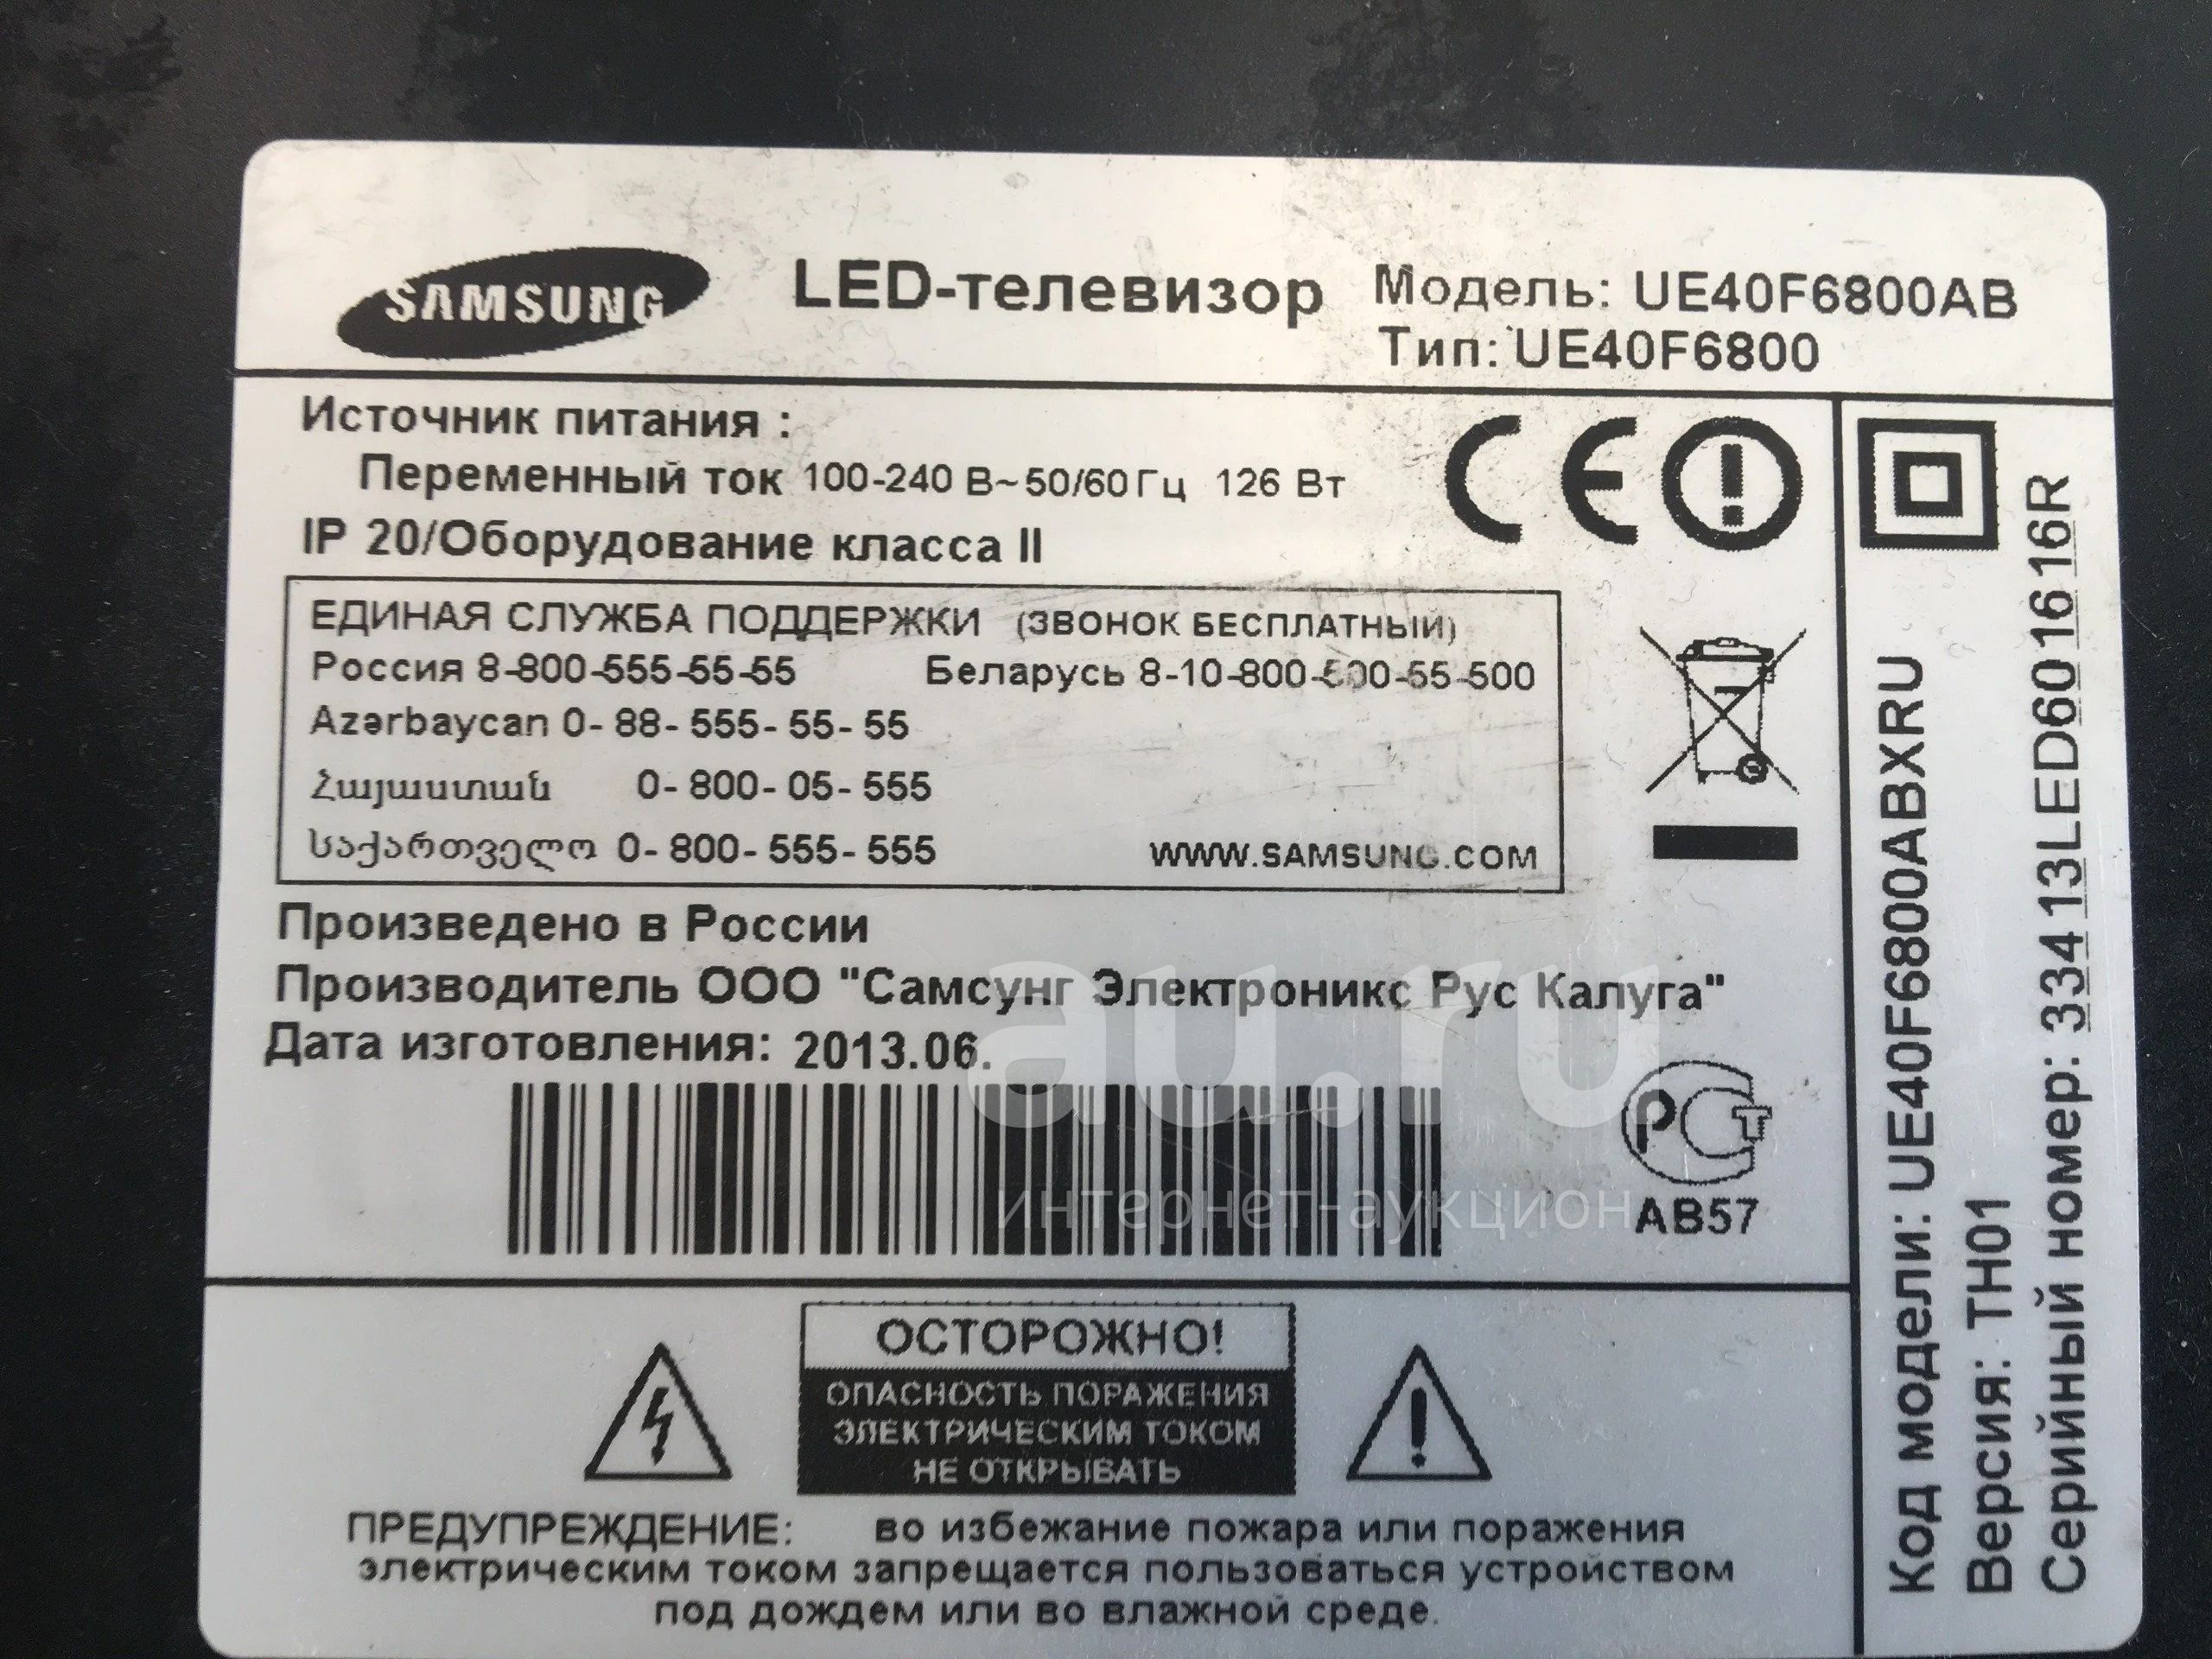 SAMSUNG
LED-телевизор
Модель: UE40F6800AB
Тип: UE40F6800
Источник питания :
Переменный ток 100-240 В~50/60Гц 126 Вт
IP 20/Оборудование класса II
ЕДИНАЯ СЛУЖБА ПОДДЕРЖКИ (ЗВОНОК БЕСПЛАТНЫЙ)
Россия 8-800-555-55-55 Беларусь 8-10-800-500-55-500
Azərbaycan 0- 88- 555- 55- 55
Հայաստան 0- 800- 05- 555
საქართველო 0- 800- 555- 555
WWW.SAMSUNG.COM
Произведено в России
Производитель ООО "Самсунг Электроникс Рус Калуга"
Дата изготовления: 2013.06.
au.ru
интернет-аукцион
РСТ
АВ57
ОСТОРОЖНО!
ОПАСНОСТЬ ПОРАЖЕНИЯ
ЭЛЕКТРИЧЕСКИМ ТОКОМ
НЕ ОТКРЫВАТЬ
ПРЕДУПРЕЖДЕНИЕ: во избежание пожара или поражения
электрическим током запрещается пользоваться устройством
под дождем или во влажной среде.
Код модели: UE40F6800ABXRU
Версия: TH01
Серийный номер: 33413LED601616R